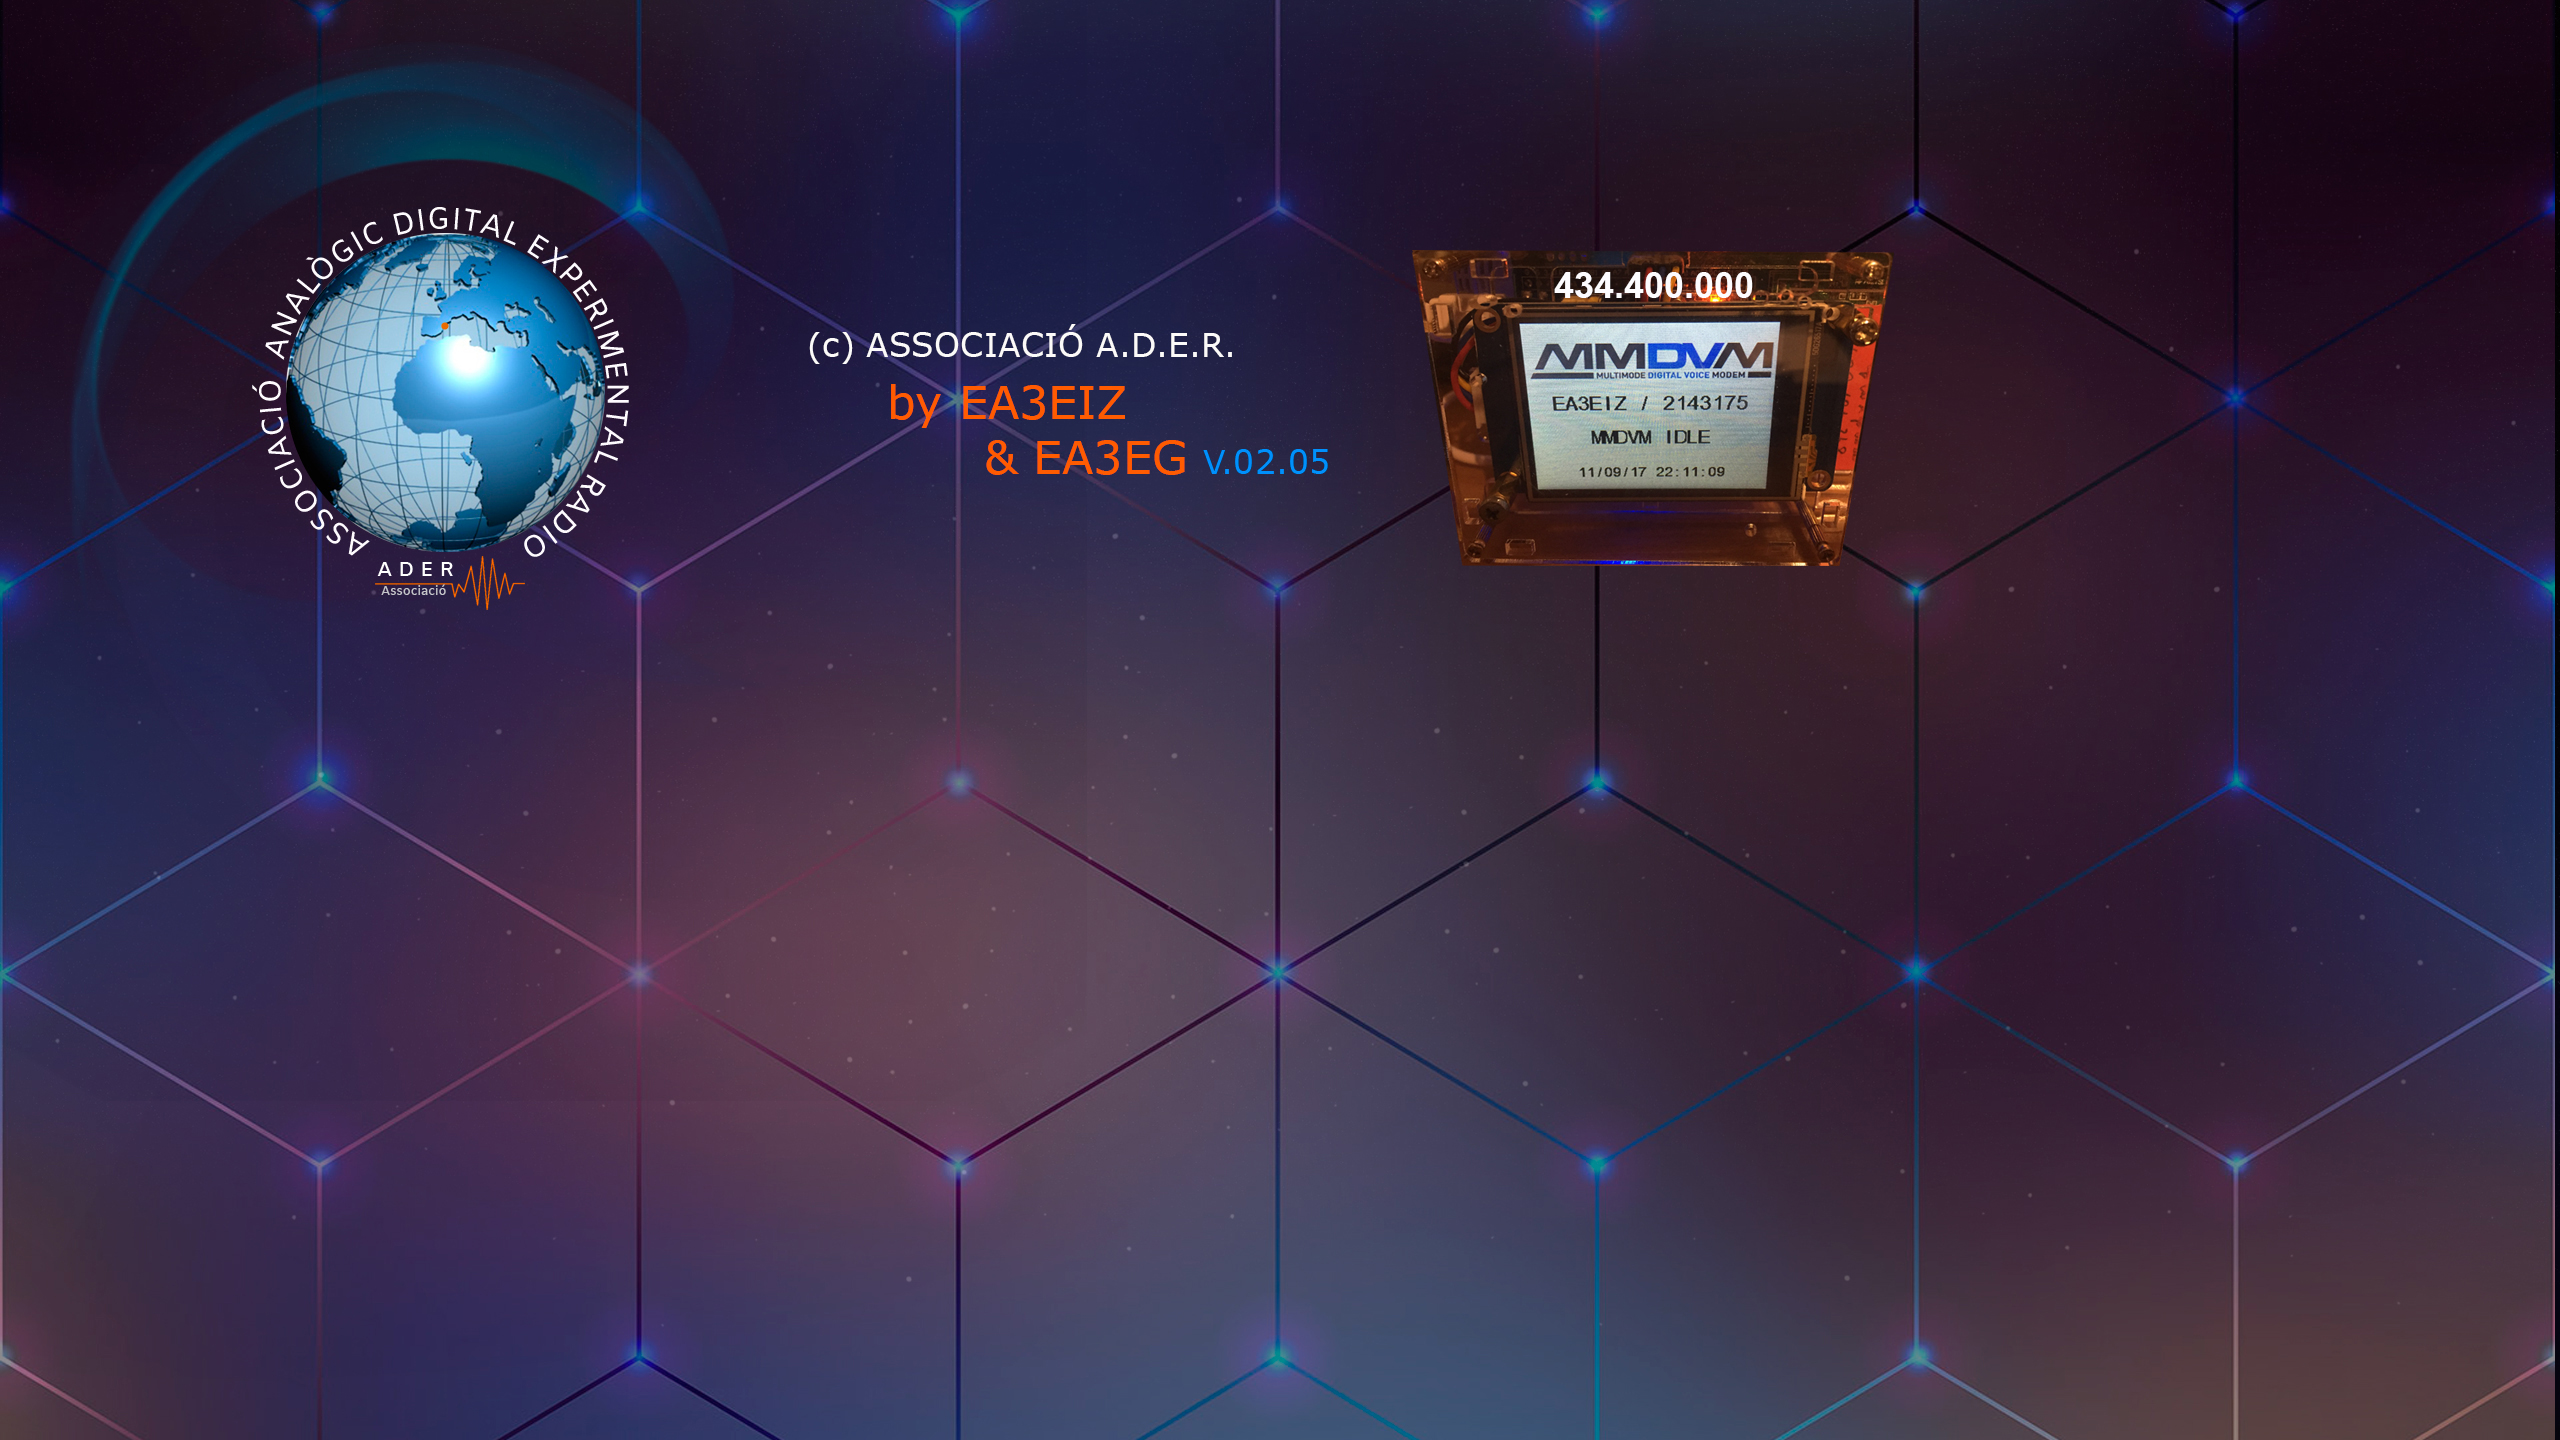 ASSOCIACIÓ ANALÒGIC DIGITAL EXPERIMENTAL RADIO
ADER
Associació
(c) ASSOCIACIÓ A.D.E.R.
by EA3EIZ
& EA3EG V.02.05
434.400.000
MMDVM
MULTIMODE DIGITAL VOICE MODEM
EA3EIZ / 2143175
MMDVM IDLE
11/09/17 22:11:09